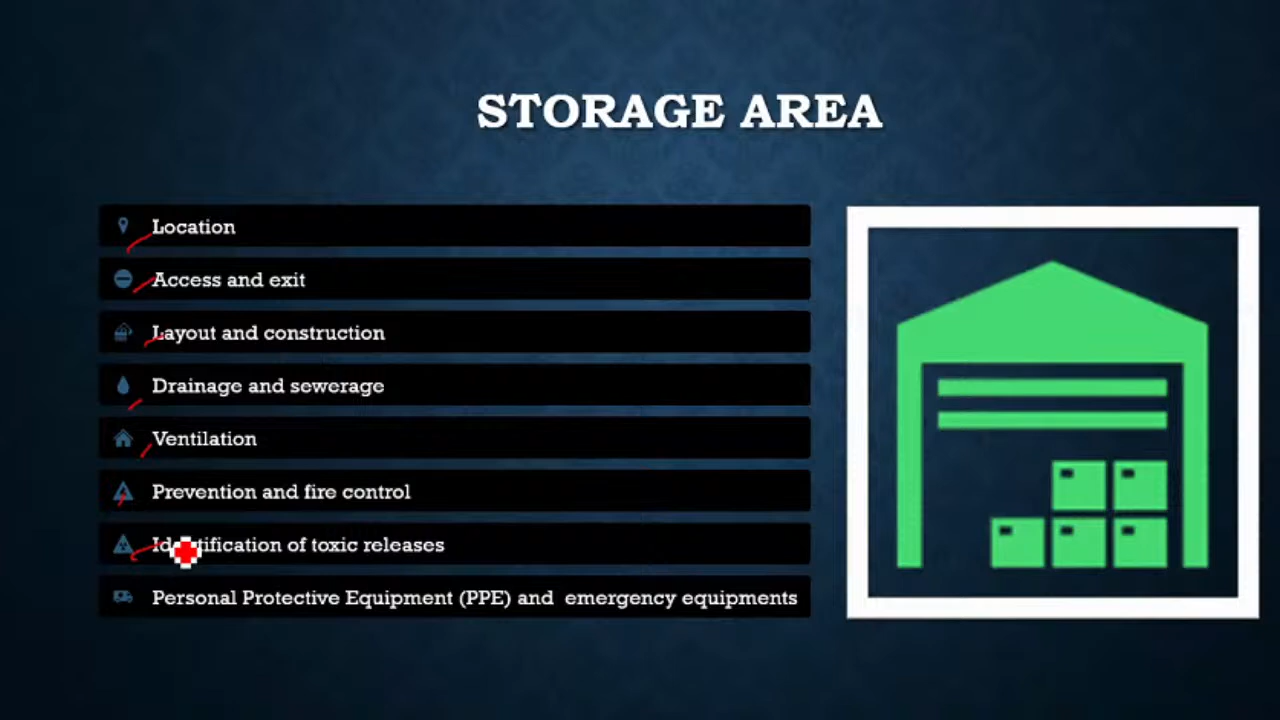 STORAGE AREA
Location
Access and exit
Layout and construction
Drainage and sewerage
Ventilation
Prevention and fire control
Identification of toxic releases
Personal Protective Equipment (PPE) and emergency equipments